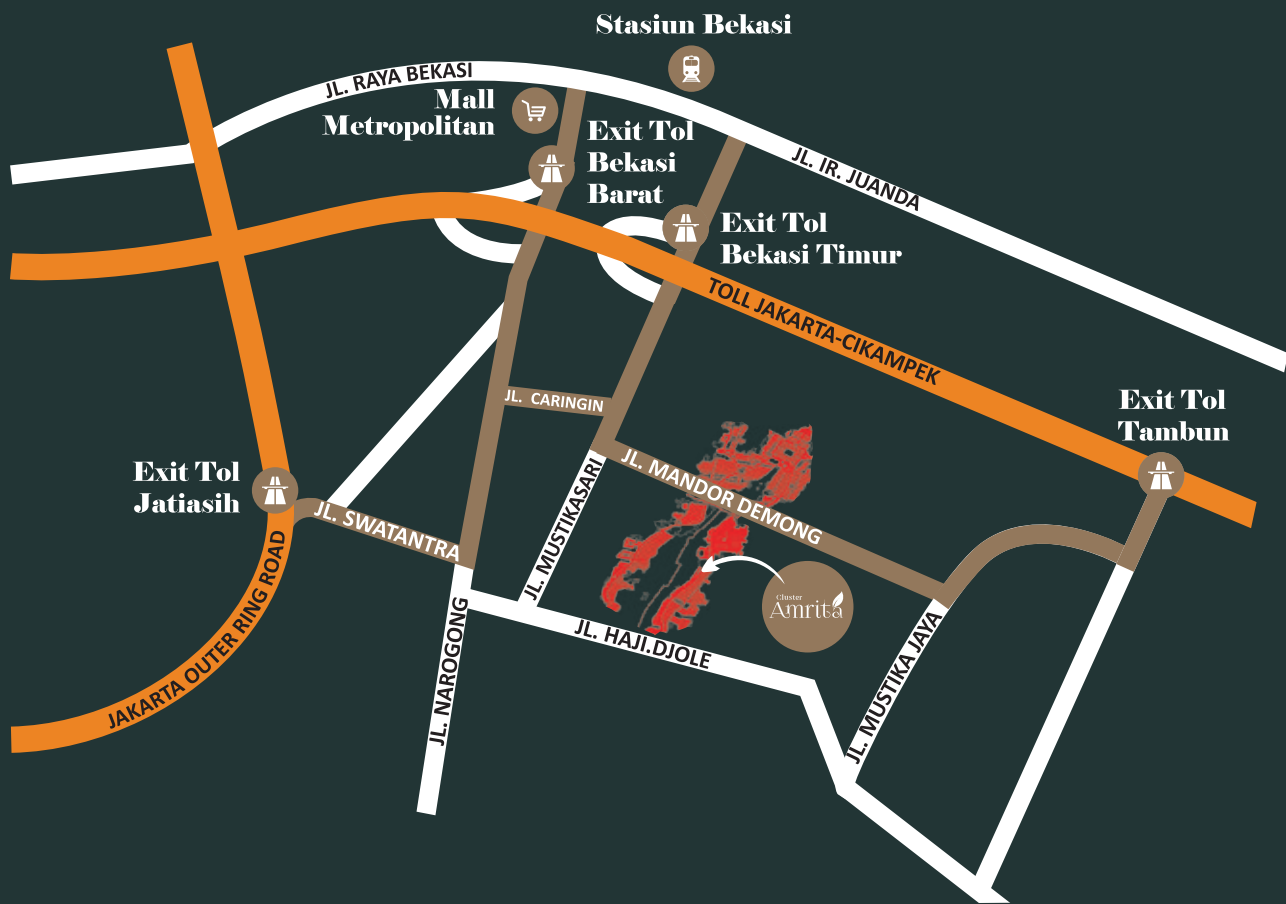 Stasiun Bekasi
JL. RAYA BEKASI
Mall
Metropolitan
Exit Tol
Bekasi
Barat
JL. IR. JUANDA
Exit Tol
Bekasi Timur
TOLL JAKARTA-CIKAMPEK
JL. CARINGIN
Exit Tol
Tambun
Exit Tol
Jatiasih
JL. SWATANTRA
JL. MANDOR DEMONG
JL. MUSTIKASARI
JAKARTA OUTER RING ROAD
Cluster
Amrita
JL. NAROGONG
JL. HAJI.DJOLE
JL. MUSTIKA JAYA